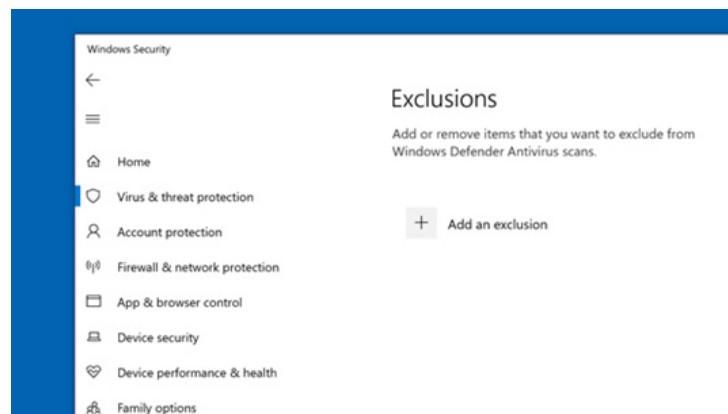 Windows Security
Exclusions
Add or remove items that you want to exclude from
Windows Defender Antivirus scans.
Add an exclusion
Home
Virus & threat protection
Account protection
Firewall & network protection
App & browser control
Device security
Device performance & health
Family options